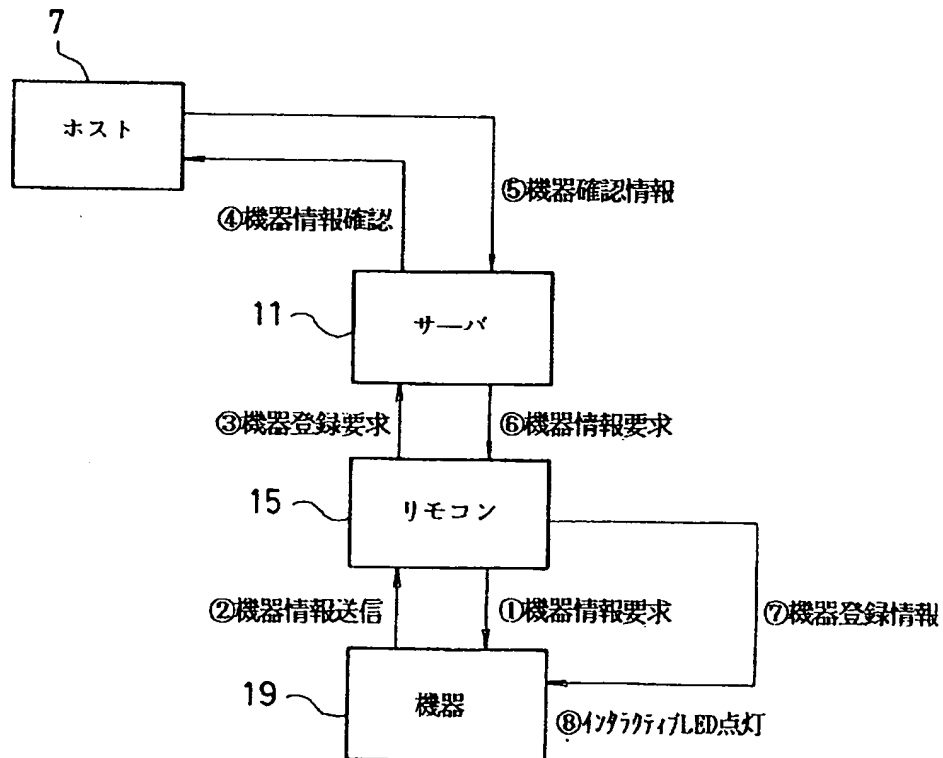 7
ホスト
⑤機器確認情報
④機器情報確認
11
サーバ
③機器登録要求
⑥機器情報要求
15
リモコン
②機器情報送信
①機器情報要求
⑦機器登録情報
19
機器
⑧インタラクティブLED点灯